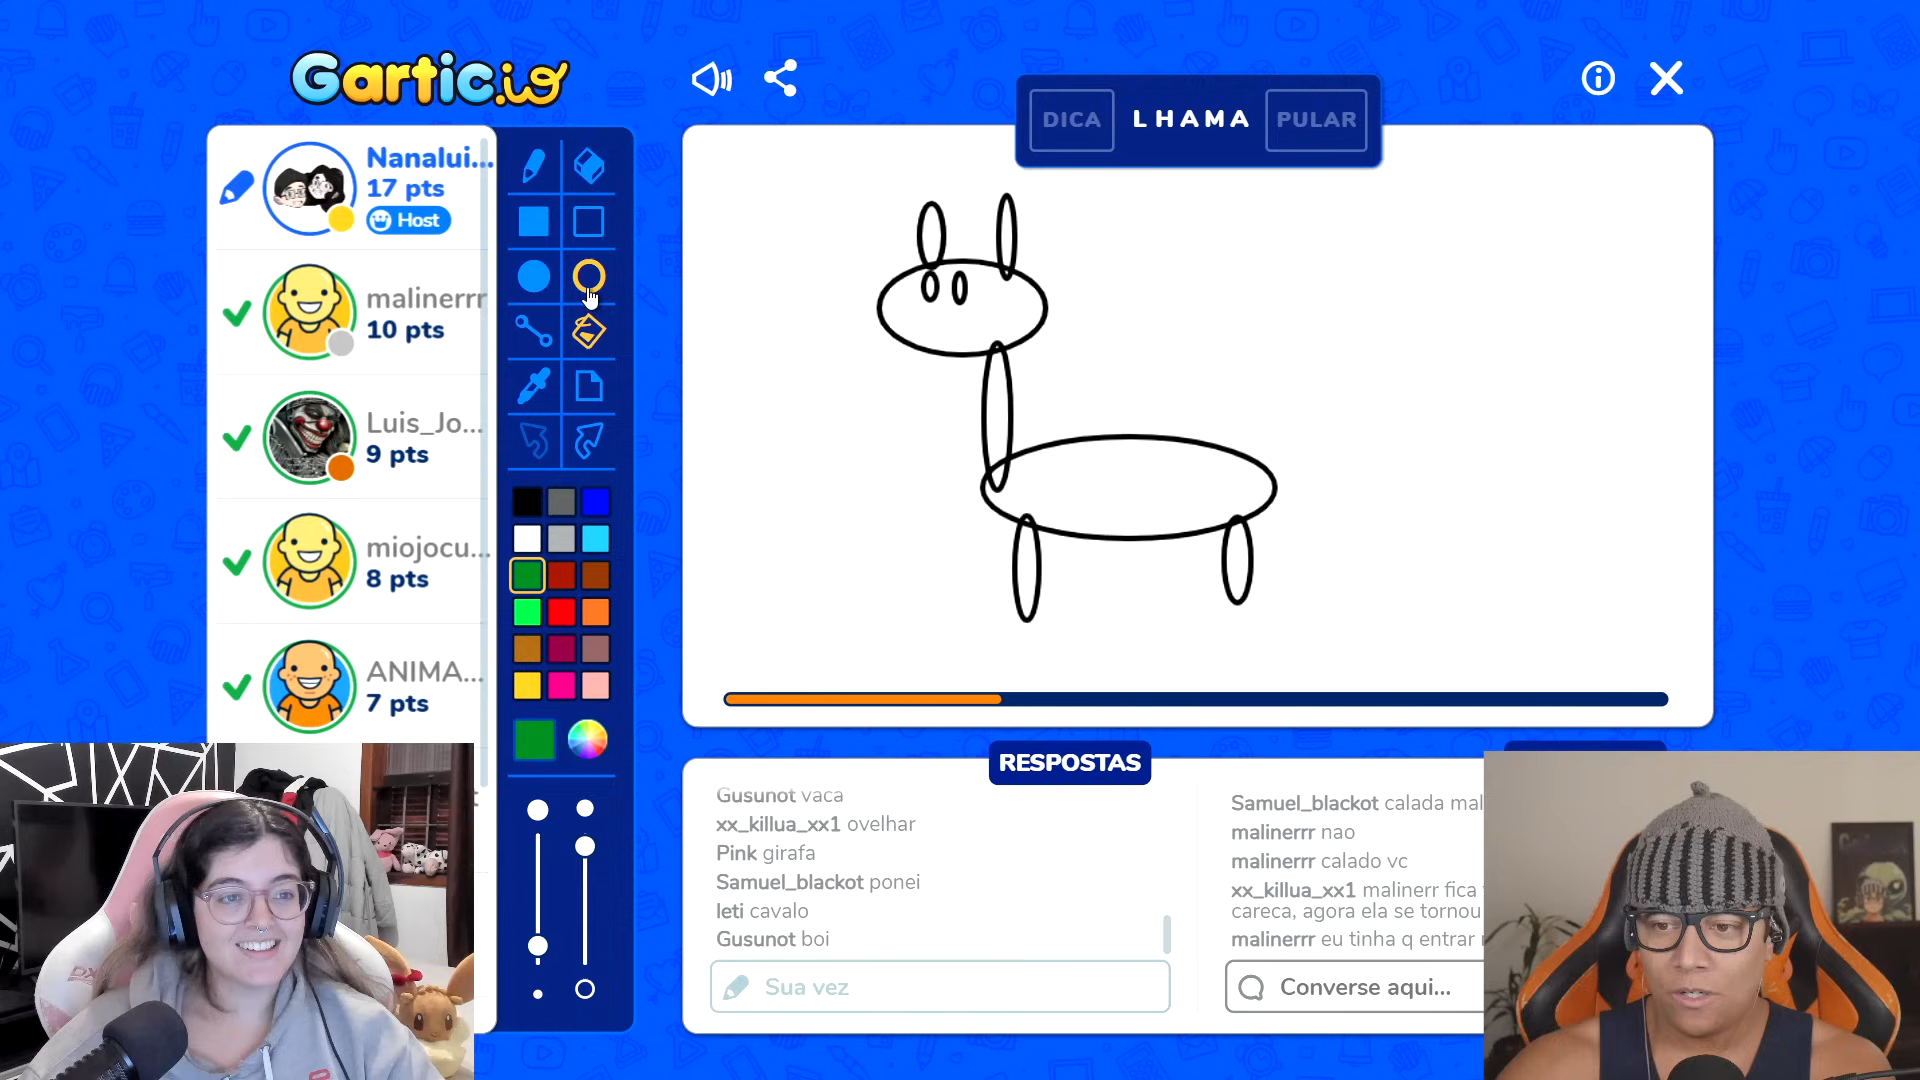 Gartic.io
DICA
LHAMA
PULAR
Nanalui...
17 pts
Host
malinerrr
10 pts
Luis_Jo...
9 pts
miojocu...
8 pts
ANIMA...
7 pts
RESPOSTAS
Gusunot vaca
xx_killua_xx1 ovelhar
Pink girafa
Samuel_blackot ponei
leti cavalo
Gusunot boi
Sua vez
Samuel_blackot calada mal
malinerrr nao
malinerrr calado vc
xx_killua_xx1 malinerr fica
careca, agora ela se tornou
malinerrr eu tinha q entrar
Converse aqui...